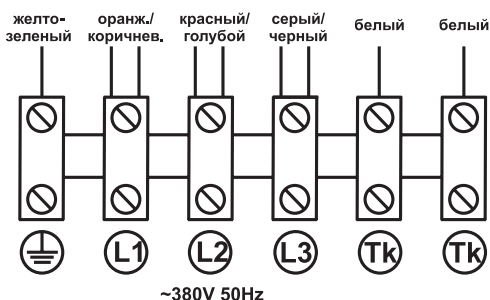 желто-
зеленый
оранж./
коричнев.
красный/
голубой
серый/
черный
белый
белый
L1
L2
L3
Tk
Tk
~380V 50Hz